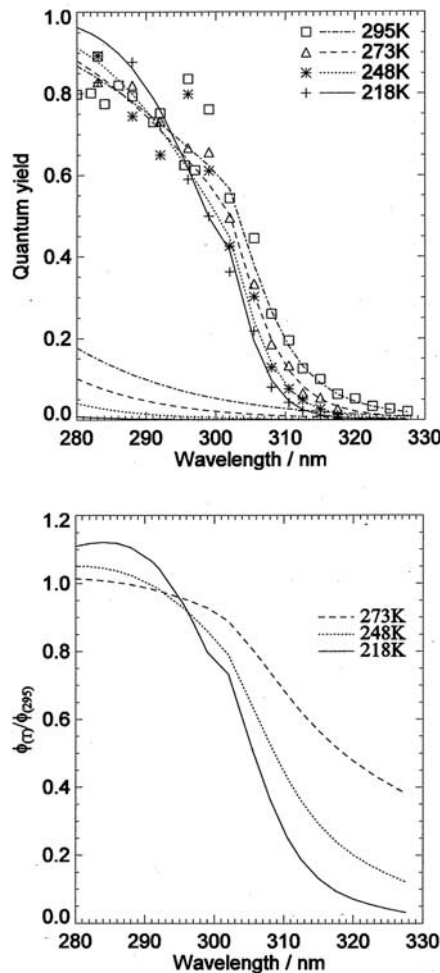 1.0
0.8
0.6
0.4
0.2
0.0
Quantum yield
295K
273K
248K
218K
280 290 300 310 320 330
Wavelength / nm
1.2
1.0
0.8
0.6
0.4
0.2
0.0
ϕ(T)/ϕ(295)
273K
248K
218K
280 290 300 310 320 330
Wavelength / nm